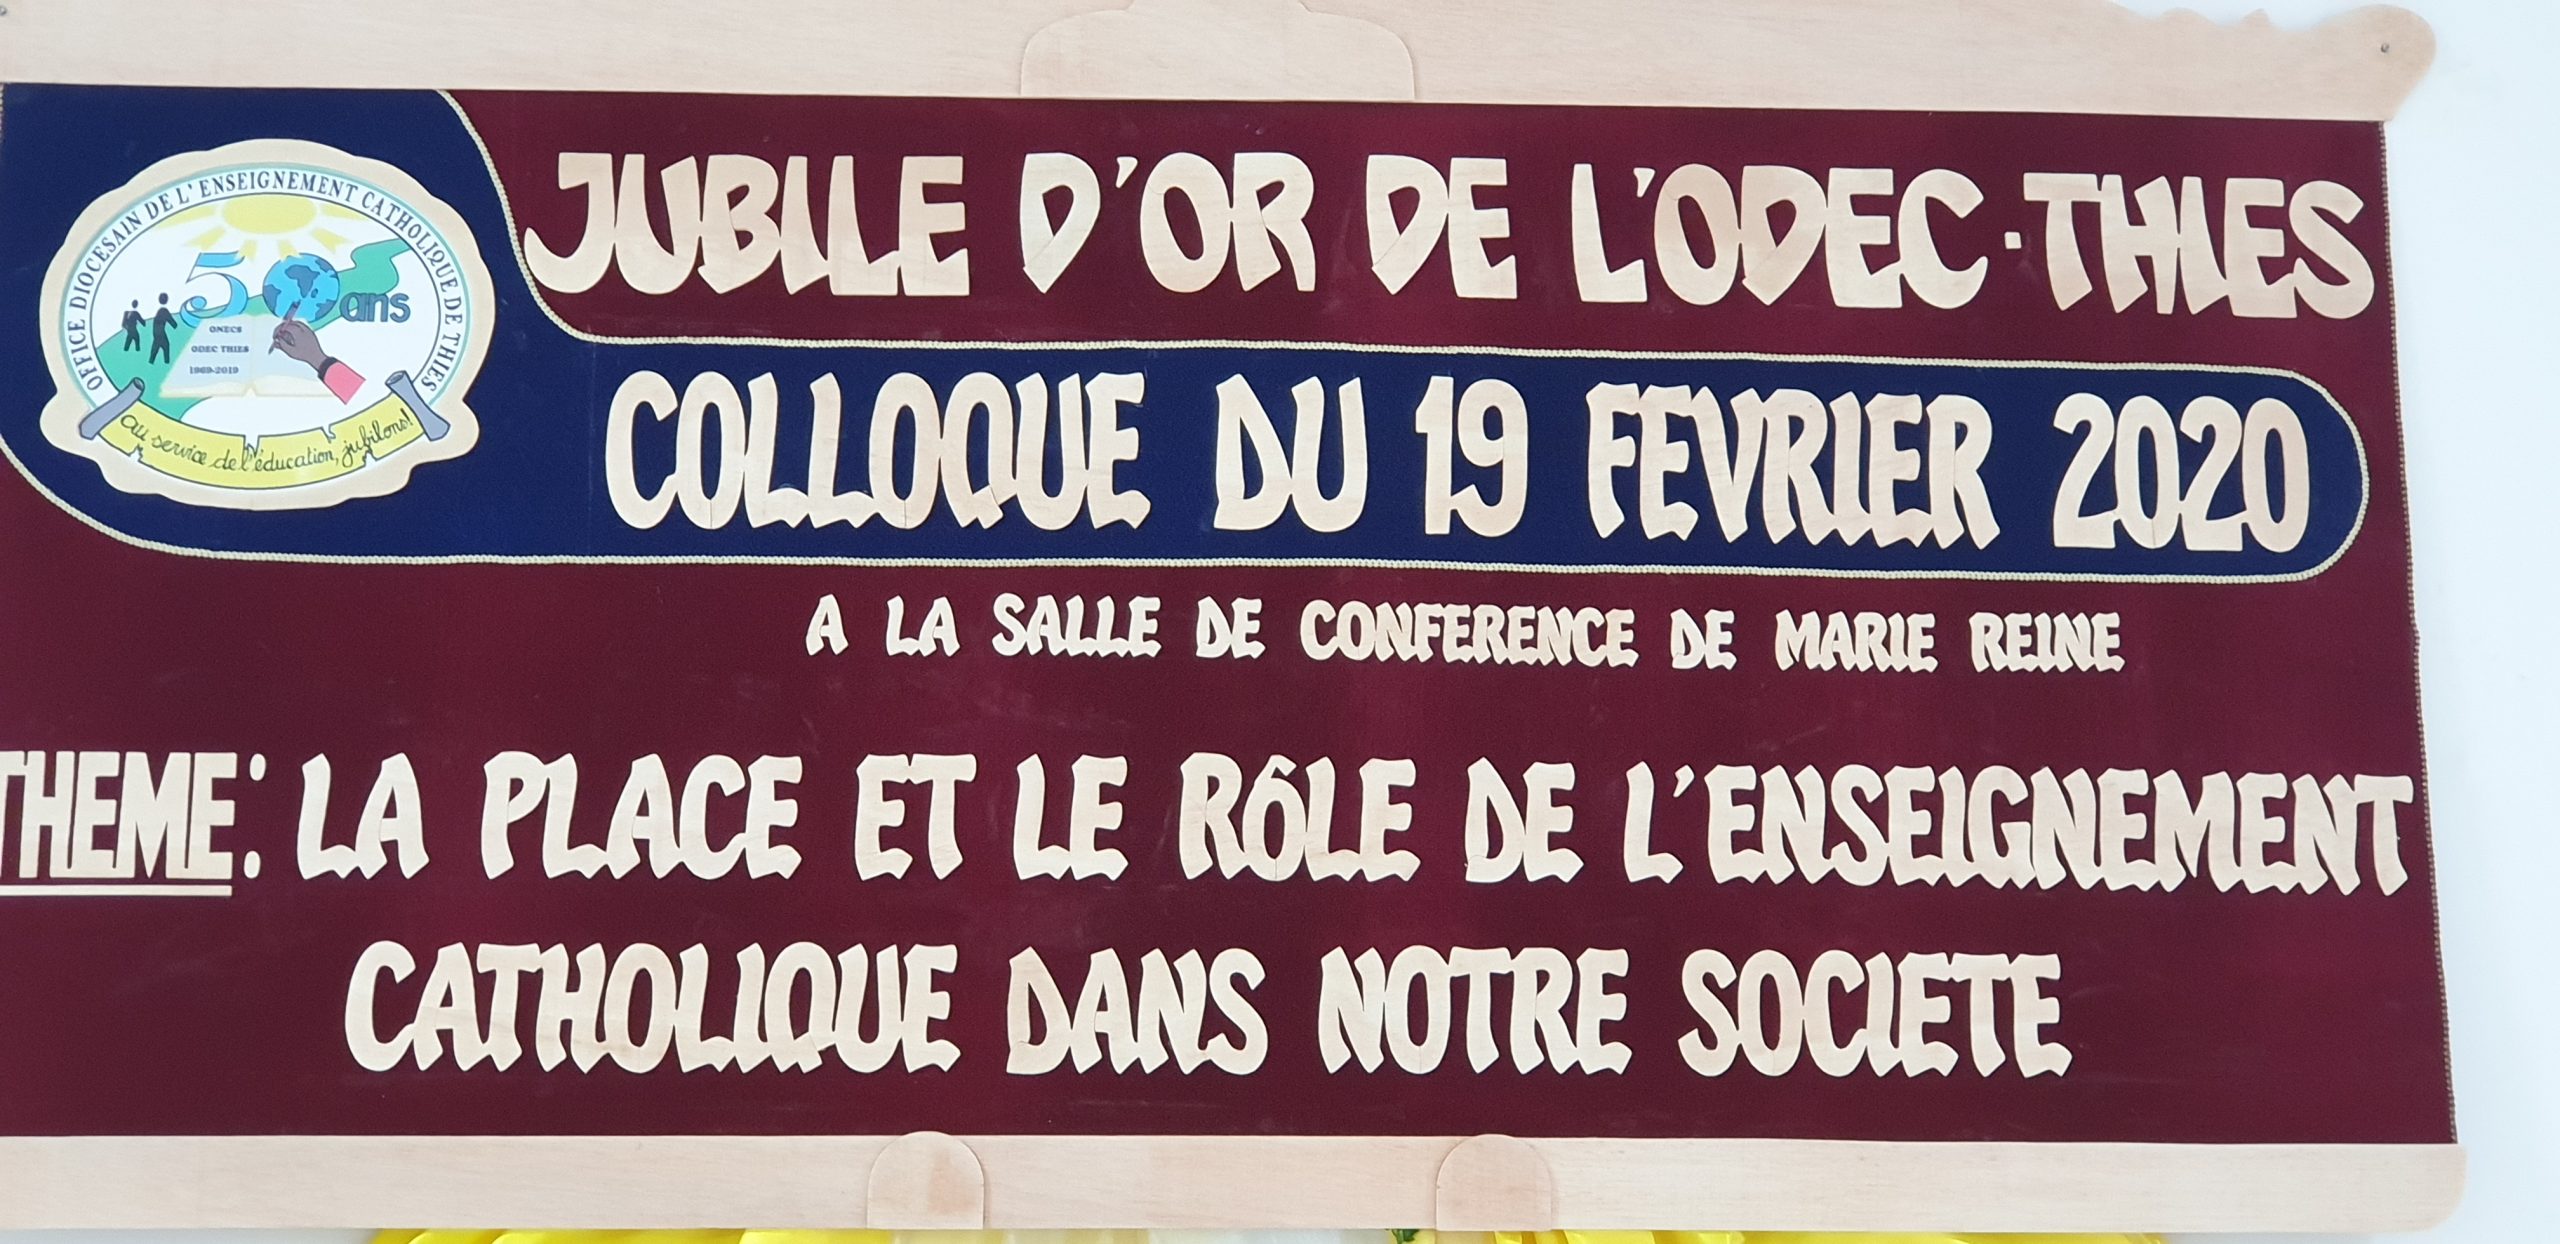 OFFICE DIOCESAIN DE L'ENSEIGNEMENT CATHOLIQUE DE THIES
50 ans
ONECS
ODEC THIES
1969-2019
Au service de l'éducation, jubilons!
JUBILE D'OR DE L'ODEC-THIES
COLLOQUE DU 19 FEVRIER 2020
A LA SALLE DE CONFERENCE DE MARIE REINE
THEME: LA PLACE ET LE RÔLE DE L'ENSEIGNEMENT
CATHOLIQUE DANS NOTRE SOCIETE